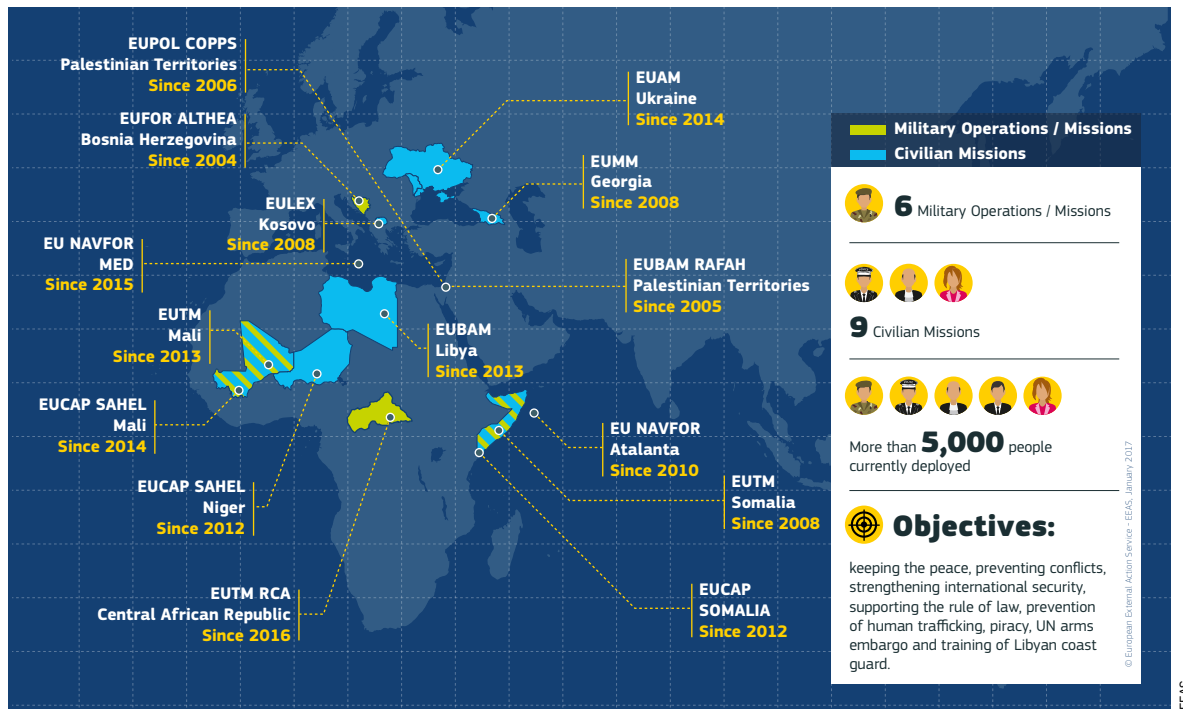 EUPOL COPPS
Palestinian Territories
Since 2006
EUFOR ALTHEA
Bosnia Herzegovina
Since 2004
EULEX
Kosovo
Since 2008
EU NAVFOR
MED
Since 2015
EUTM
Mali
Since 2013
EUCAP SAHEL
Mali
Since 2014
EUCAP SAHEL
Niger
Since 2012
EUTM RCA
Central African Republic
Since 2016
EUAM
Ukraine
Since 2014
EUMM
Georgia
Since 2008
EUBAM RAFAH
Palestinian Territories
Since 2005
EUBAM
Libya
Since 2013
EU NAVFOR
Atalanta
Since 2010
EUTM
Somalia
Since 2008
EUCAP
SOMALIA
Since 2012
Military Operations / Missions
Civilian Missions
6 Military Operations / Missions
9 Civilian Missions
More than 5,000 people
currently deployed
Objectives:
keeping the peace, preventing conflicts,
strengthening international security,
supporting the rule of law, prevention
of human trafficking, piracy, UN arms
embargo and training of Libyan coast
guard.
© European External Action Service - EEAS, January 2017
EEAS